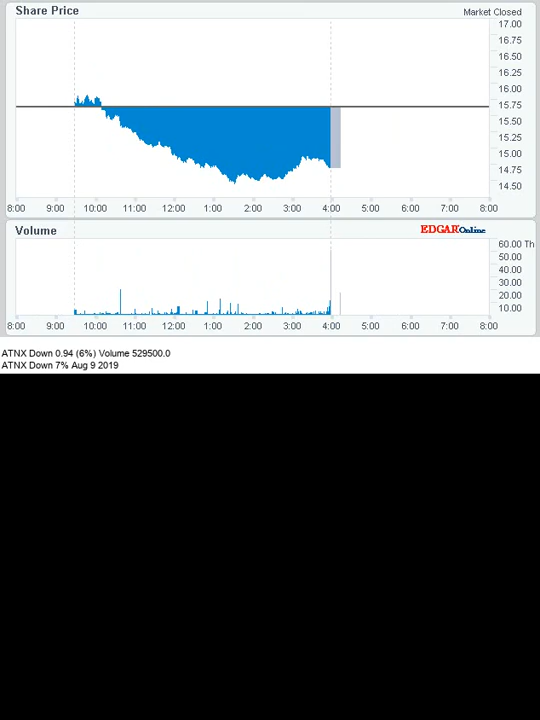 Share Price
Market Closed
17.00
16.75
16.50
16.25
16.00
15.75
15.50
15.25
15.00
14.75
14.50
8:00 9:00 10:00 11:00 12:00 1:00 2:00 3:00 4:00 5:00 6:00 7:00 8:00
Volume
EDGAROnline
60.00 Th
50.00
40.00
30.00
20.00
10.00
8:00 9:00 10:00 11:00 12:00 1:00 2:00 3:00 4:00 5:00 6:00 7:00 8:00
ATNX Down 0.94 (6%) Volume 529500.0
ATNX Down 7% Aug 9 2019